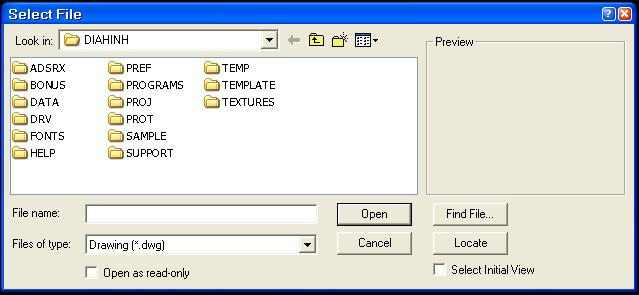 Select File
Look in: DIAHINH
Preview
ADSRX PREF TEMP
BONUS PROGRAMS TEMPLATE
DATA PROJ TEXTURES
DRV PROT
FONTS SAMPLE
HELP SUPPORT
File name: Open Find File...
Files of type: Drawing (*.dwg) Cancel Locate
Open as read-only Select Initial View